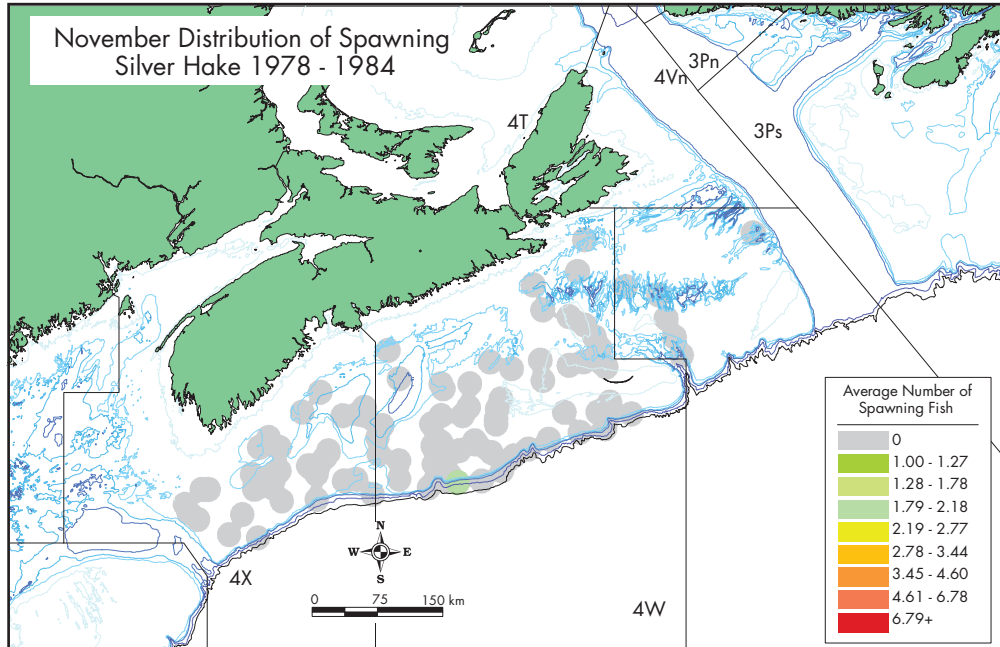 November Distribution of Spawning
Silver Hake 1978 - 1984
3Pn
4Vn
3Ps
4T
Average Number of
Spawning Fish
0
1.00 - 1.27
1.28 - 1.78
1.79 - 2.18
2.19 - 2.77
2.78 - 3.44
3.45 - 4.60
4.61 - 6.78
6.79+
N
W E
S
4X
0 75 150 km
4W